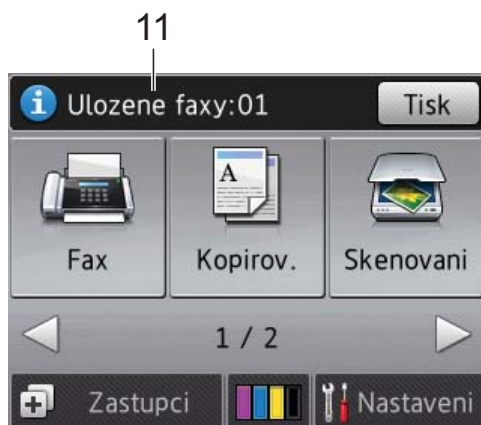 11
Ulozene faxy:01
Tisk
Fax
Kopirov.
Skenovani
1 / 2
Zastupci
Nastaveni